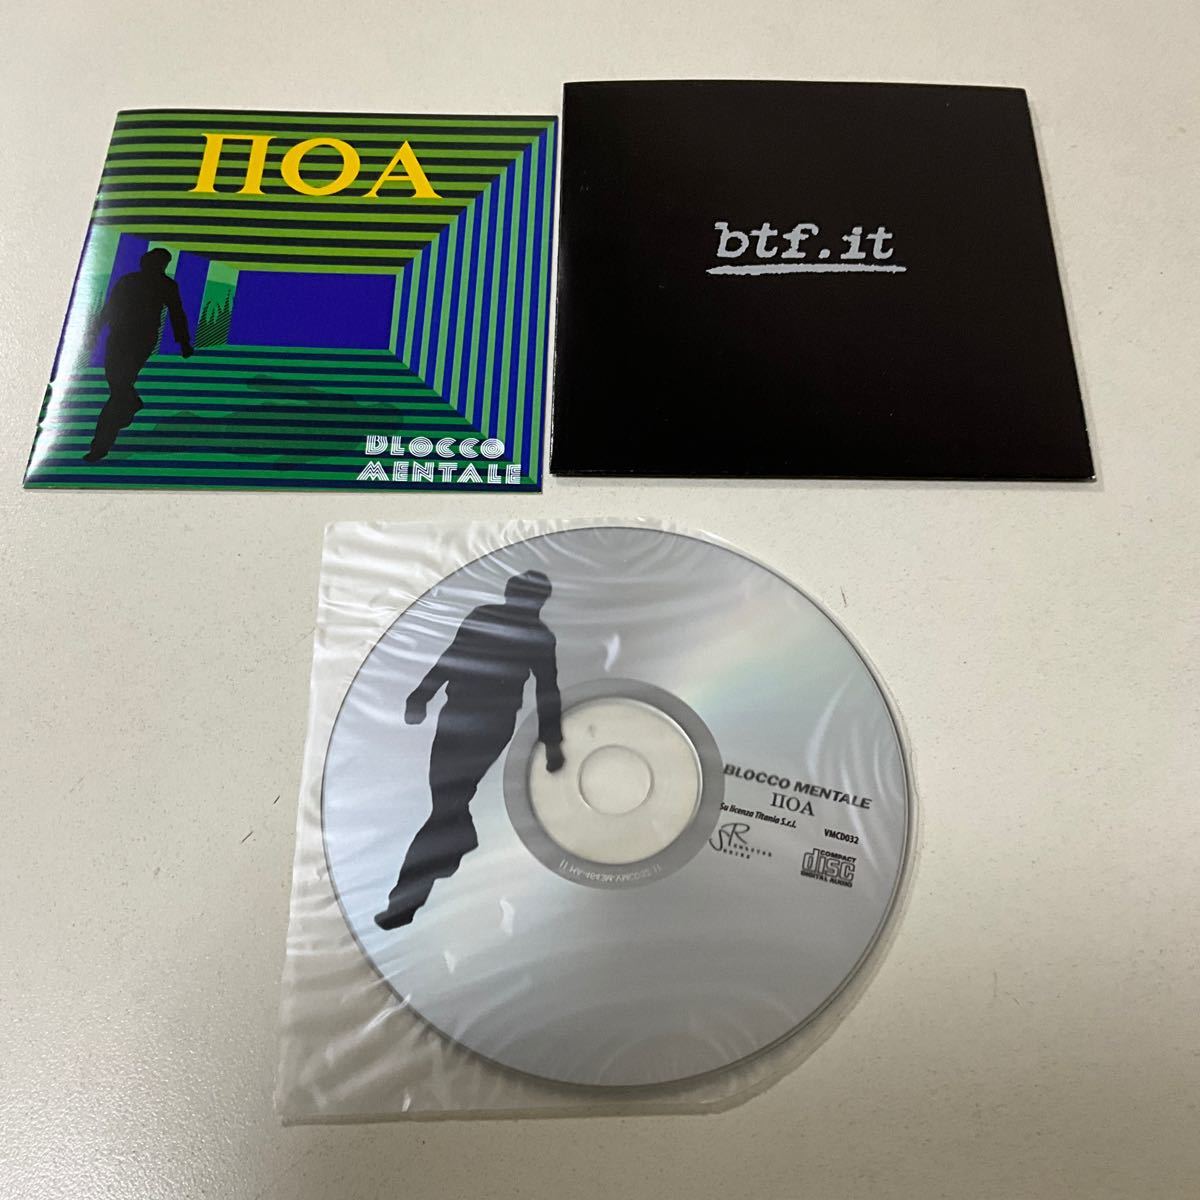 ΠΟΑ
BLOCCO
MENTALE
btf.it
BLOCCO MENTALE
ΠΟΑ
Su licenza Titania S.r.l.
VMCD032
COMPACT
disc
DIGITAL AUDIO